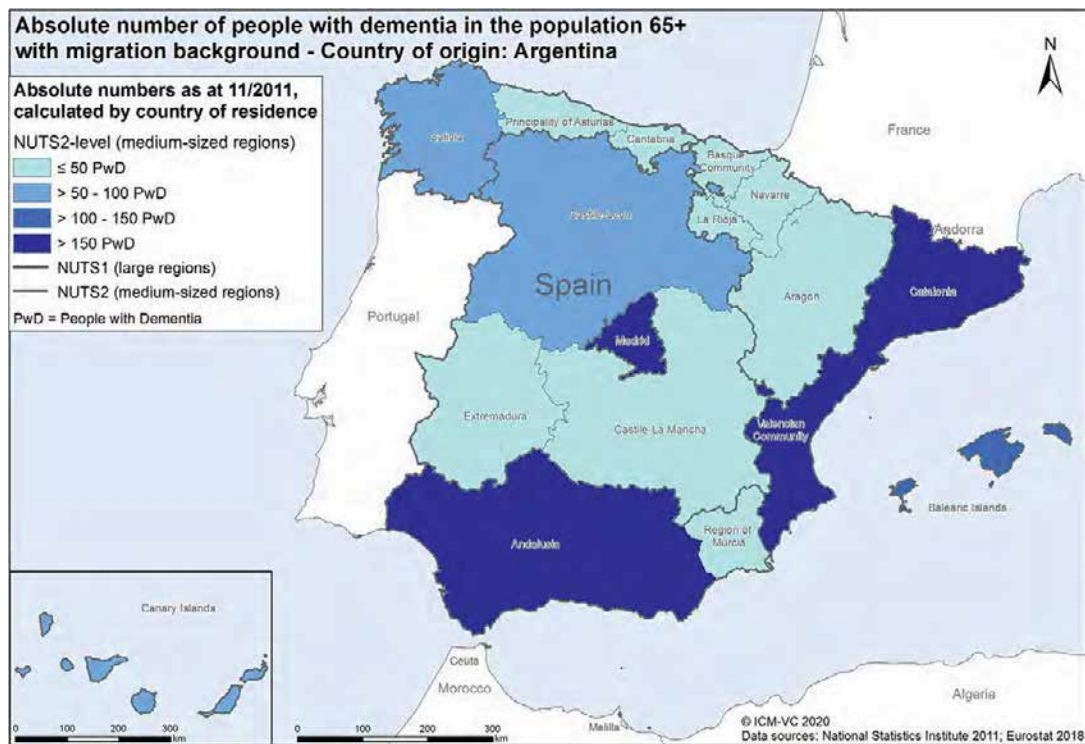 Absolute number of people with dementia in the population 65+
with migration background - Country of origin: Argentina
Absolute numbers as at 11/2011,
calculated by country of residence
NUTS2-level (medium-sized regions)
≤ 50 PwD
> 50 - 100 PwD
> 100 - 150 PwD
> 150 PwD
NUTS1 (large regions)
NUTS2 (medium-sized regions)
PwD = People with Dementia
N
France
Principality of Asturias
Cantabria
Basque
Community
Navarre
Galicia
La Rioja
Andorra
Castile-Leon
Catalonia
Spain
Aragon
Portugal
Madrid
Extremadura
Castile-La Mancha
Valencian
Community
Balearic Islands
Region of
Murcia
Andalusia
Canary Islands
Ceuta
Morocco
Melilla
Algeria
0 50 100 200 300
km
0 50 100 200 300
km
© ICM-VC 2020
Data sources: National Statistics Institute 2011; Eurostat 2018